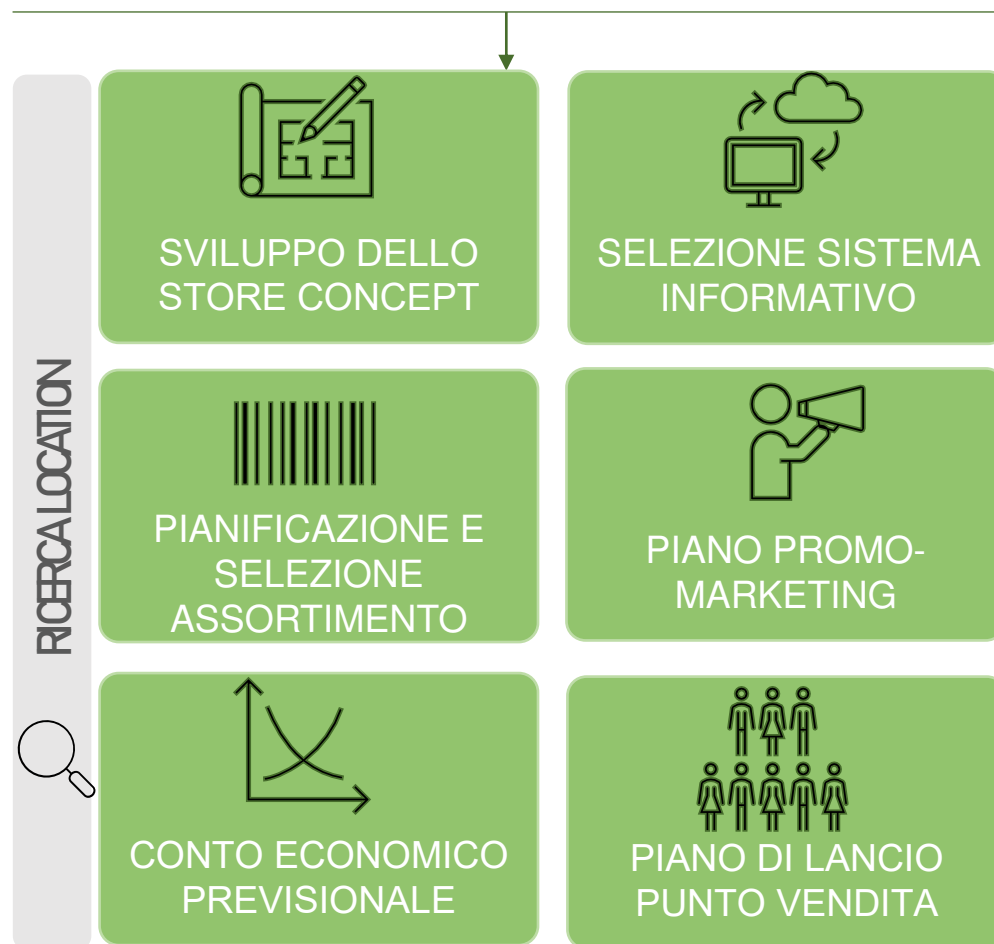 RICERCA LOCATION
SVILUPPO DELLO
STORE CONCEPT
SELEZIONE SISTEMA
INFORMATIVO
PIANIFICAZIONE E
SELEZIONE
ASSORTIMENTO
PIANO PROMO-
MARKETING
CONTO ECONOMICO
PREVISIONALE
PIANO DI LANCIO
PUNTO VENDITA